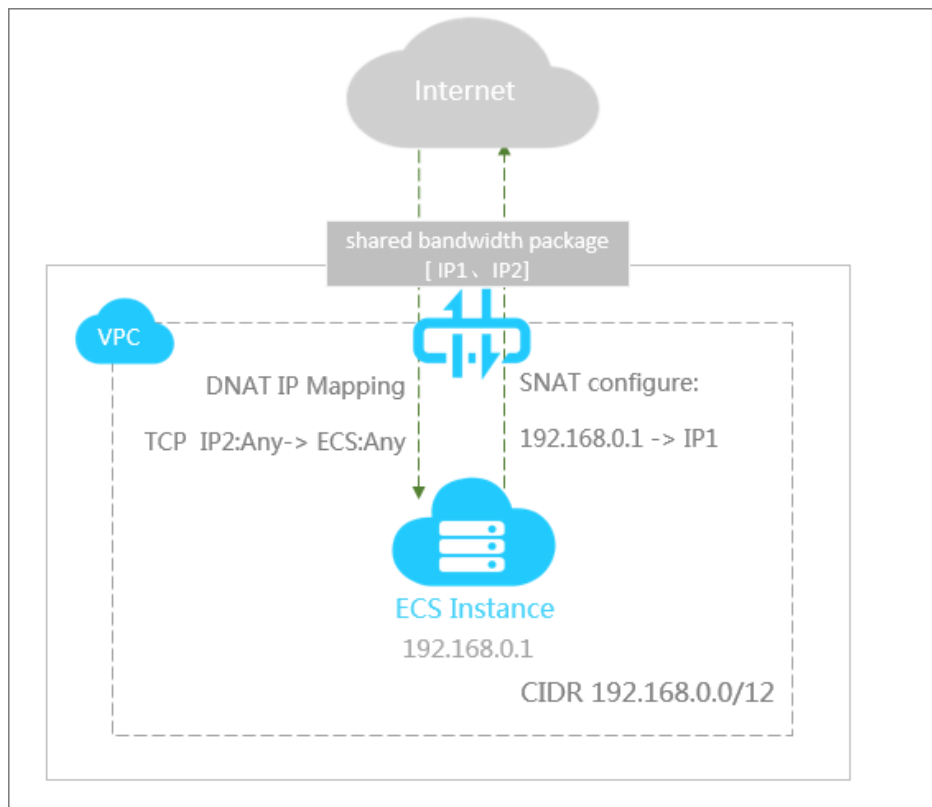 Internet
shared bandwidth package
[ IP1、IP2]
VPC
DNAT IP Mapping
TCP  IP2:Any-> ECS:Any
SNAT configure:
192.168.0.1 -> IP1
ECS Instance
192.168.0.1
CIDR 192.168.0.0/12